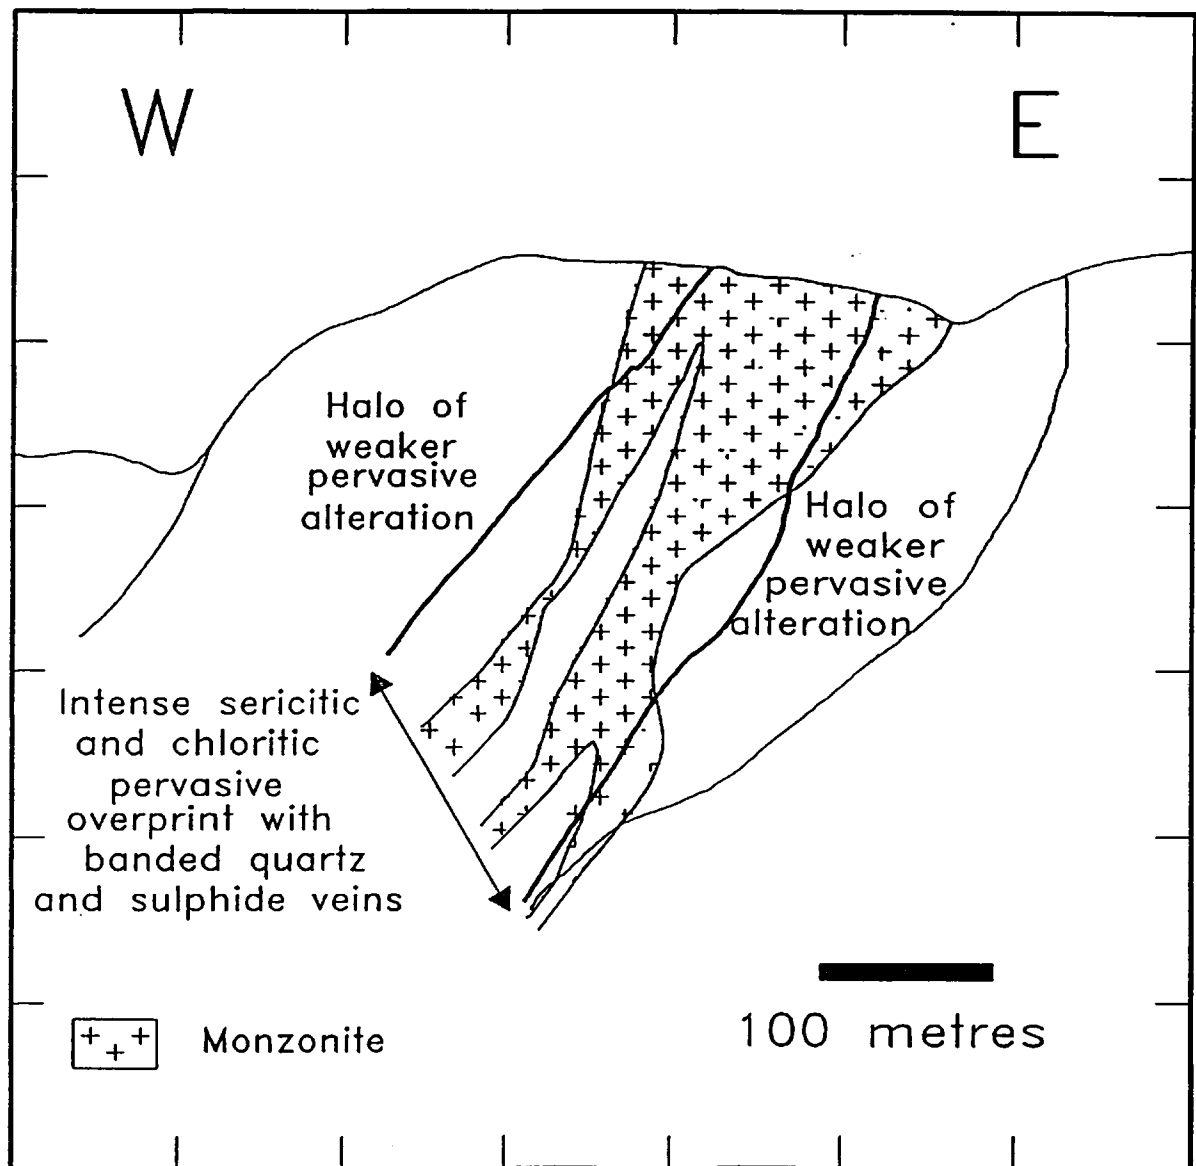 W
E
Halo of
weaker
pervasive
alteration
Halo of
weaker
pervasive
alteration
Intense sericitic
and chloritic
pervasive
overprint with
banded quartz
and sulphide veins
Monzonite
100 metres